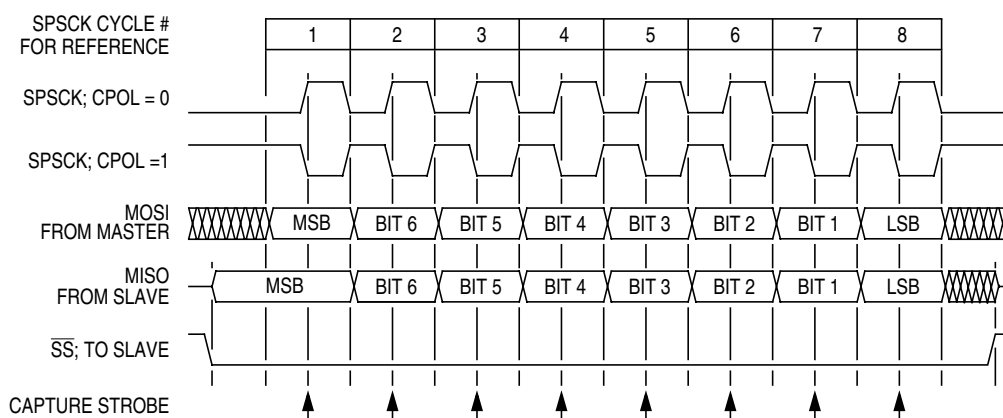 SPSCK CYCLE #
FOR REFERENCE
1 2 3 4 5 6 7 8
SPSCK; CPOL = 0
SPSCK; CPOL =1
MOSI
FROM MASTER
MSB BIT 6 BIT 5 BIT 4 BIT 3 BIT 2 BIT 1 LSB
MISO
FROM SLAVE
MSB BIT 6 BIT 5 BIT 4 BIT 3 BIT 2 BIT 1 LSB
S̅S̅; TO SLAVE
CAPTURE STROBE